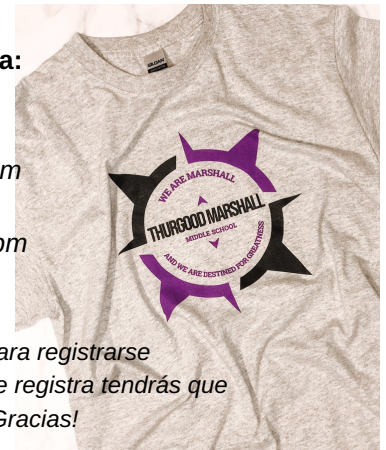 a:
GILDAN
m
om
WE ARE MARSHALL
THURGOOD MARSHALL
MIDDLE SCHOOL
AND WE ARE DESTINED FOR GREATNESS
ara registrarse
e registra tendrás que
Gracias!